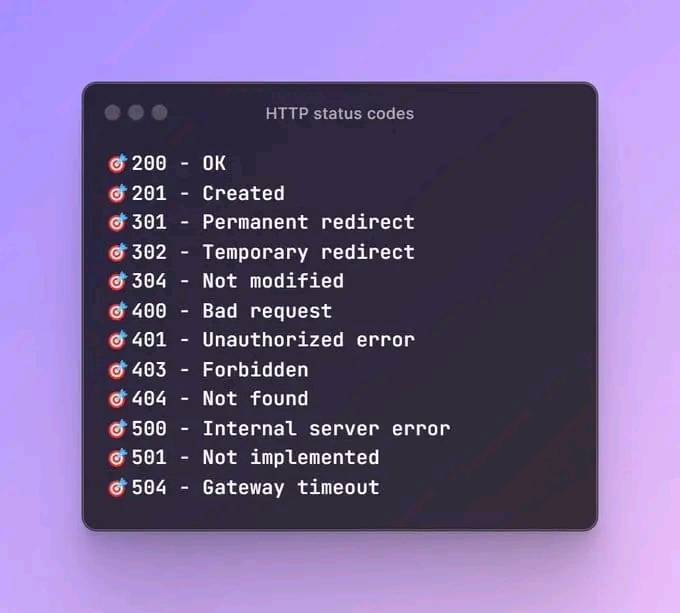 HTTP status codes
🎯200 - OK
🎯201 - Created
🎯301 - Permanent redirect
🎯302 - Temporary redirect
🎯304 - Not modified
🎯400 - Bad request
🎯401 - Unauthorized error
🎯403 - Forbidden
🎯404 - Not found
🎯500 - Internal server error
🎯501 - Not implemented
🎯504 - Gateway timeout